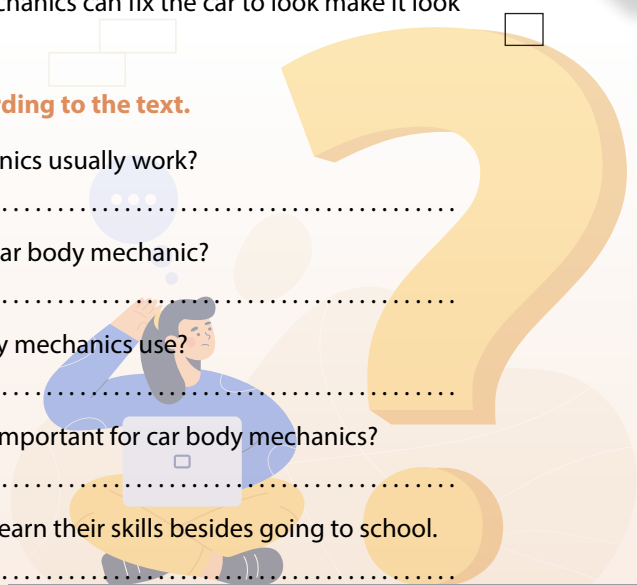 chanics can fix the car to look make it look
ding to the text.
nics usually work?
ar body mechanic?
y mechanics use?
mportant for car body mechanics?
earn their skills besides going to school.